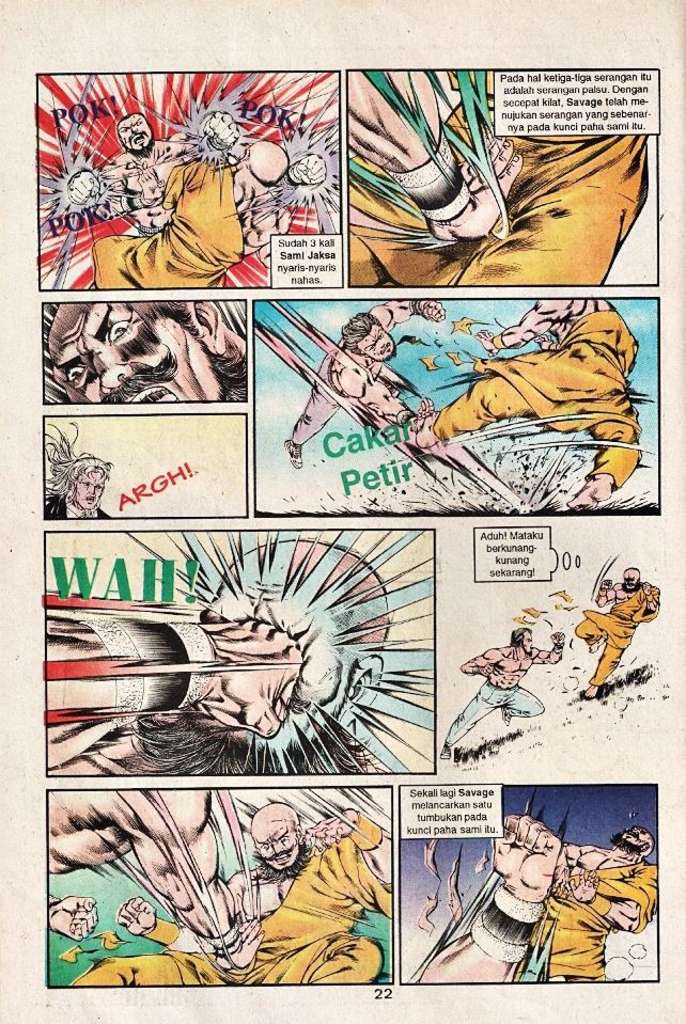 POK!
POK!
POK!
Sudah 3 kali
Sami Jaksa
nyaris-nyaris
nahas.
Pada hal ketiga-tiga serangan itu
adalah serangan palsu. Dengan
secepat kilat, Savage telah me-
nujukan serangan yang sebenar-
nya pada kunci paha sami itu.
ARGH!
Cakar
Petir
WAH!
Aduh! Mataku
berkunang-
kunang
sekarang!
Sekali lagi Savage
melancarkan satu
tumbukan pada
kunci paha sami itu.
22